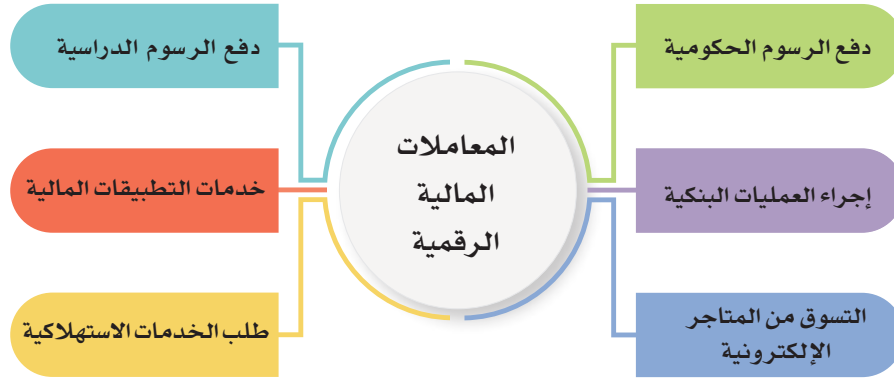 دفع الرسوم الحكومية
دفع الرسوم الدراسية
المعاملات
المالية
الرقمية
إجراء العمليات البنكية
خدمات التطبيقات المالية
التسوق من المتاجر
الإلكترونية
طلب الخدمات الاستهلاكية